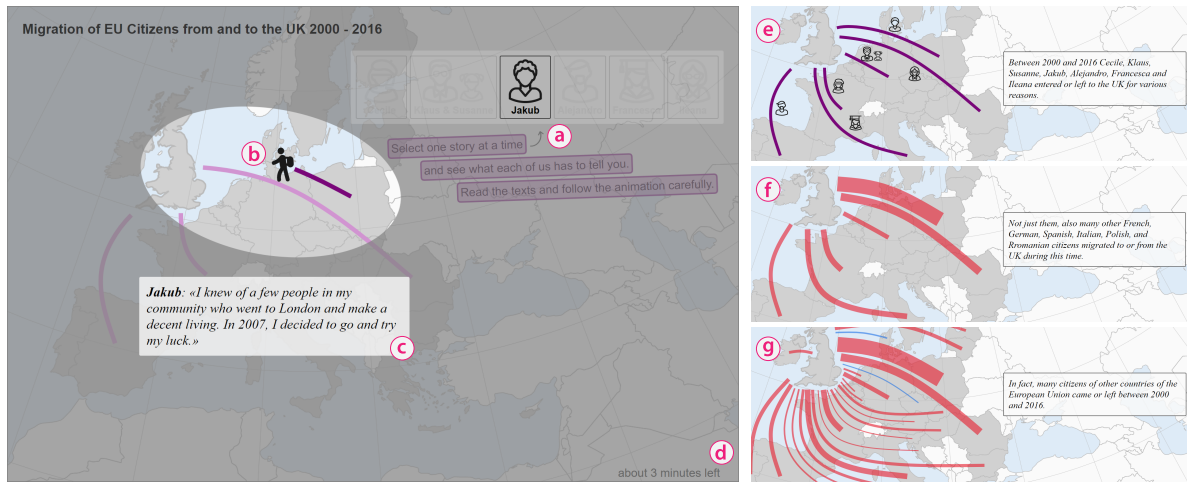 Migration of EU Citizens from and to the UK 2000 - 2016
Jakub
a
Select one story at a time
and see what each of us has to tell you.
Read the texts and follow the animation carefully.
b
Jakub: «I knew of a few people in my
community who went to London and make a
decent living. In 2007, I decided to go and try
my luck.»
c
d
about 3 minutes left
e
Between 2000 and 2016 Cecile, Klaus,
Susanne, Jakub, Alejandro, Francesca and
Ileana entered or left to the UK for various
reasons.
f
Not just them, also many other French,
German, Spanish, Italian, Polish, and
Rromanian citizens migrated to or from the
UK during this time.
g
In fact, many citizens of other countries of the
European Union came or left between 2000
and 2016.